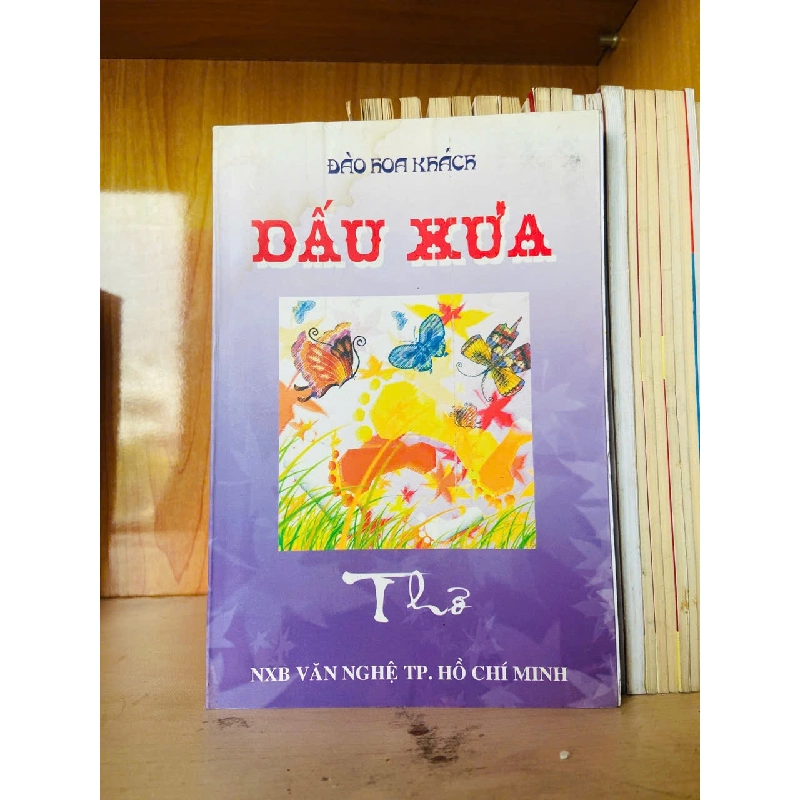 ĐÀO HOA KHÁCH
DẤU XƯA
Thơ
NXB VĂN NGHỆ TP. HỒ CHÍ MINH